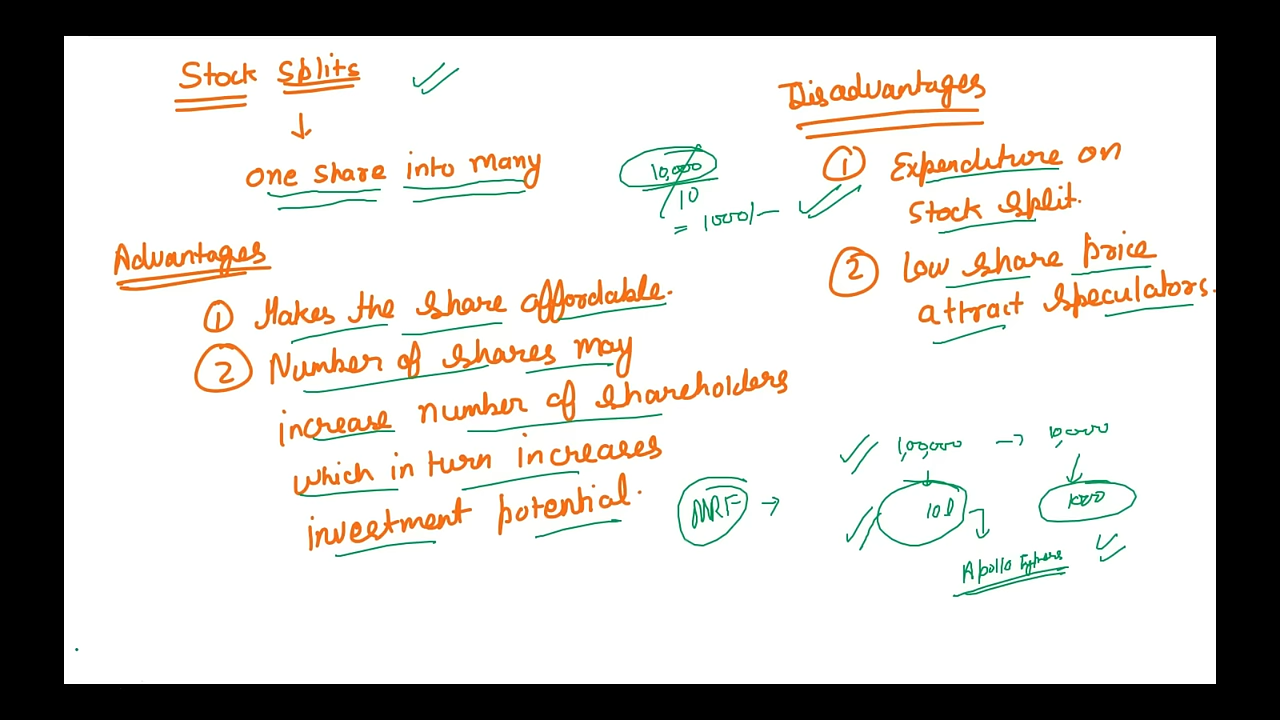 Stock Splits
One share into many
Advantages
① Makes the share affordable.
② Number of shares may
increase number of shareholders
which in turn increases
investment potential.
10,000
10
= 1000/-
Disadvantages
① Expenditure on
Stock split.
② Low share price
attract speculators.
1,00,000 → 10,000
10l
1000
MRF →
Apollo